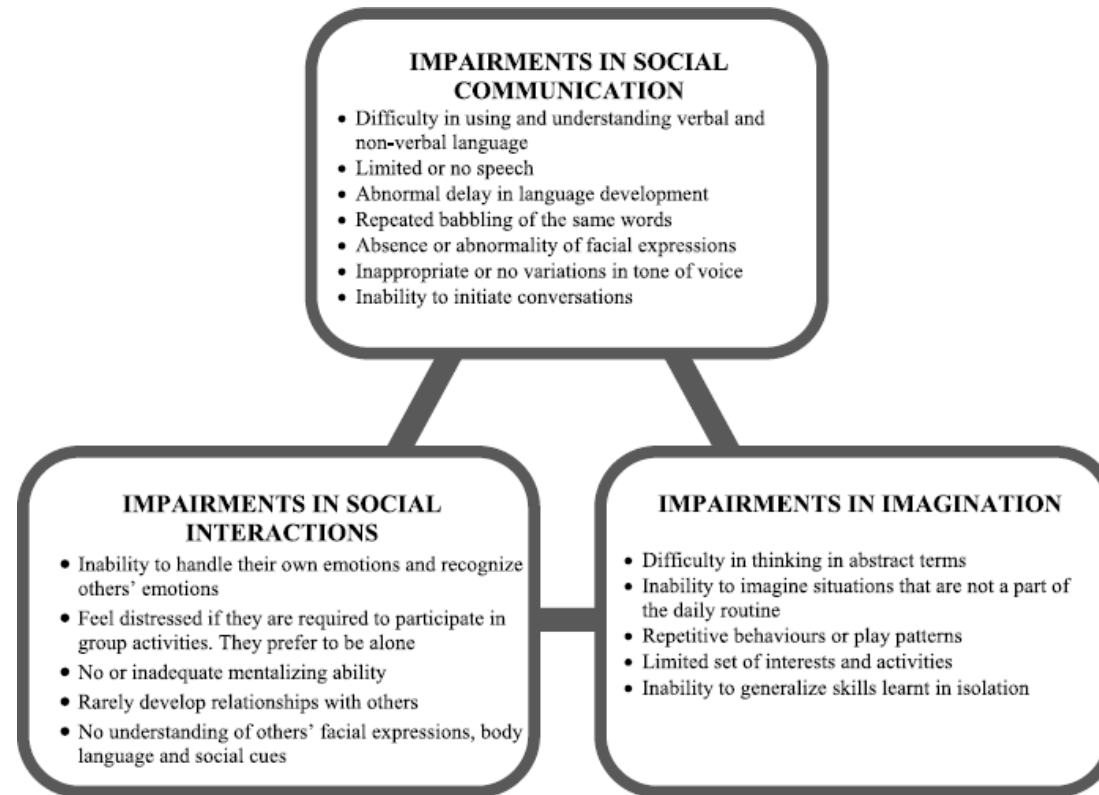 IMPAIRMENTS IN SOCIAL
COMMUNICATION
• Difficulty in using and understanding verbal and
non-verbal language
• Limited or no speech
• Abnormal delay in language development
• Repeated babbling of the same words
• Absence or abnormality of facial expressions
• Inappropriate or no variations in tone of voice
• Inability to initiate conversations
IMPAIRMENTS IN SOCIAL
INTERACTIONS
• Inability to handle their own emotions and recognize
others’ emotions
• Feel distressed if they are required to participate in
group activities. They prefer to be alone
• No or inadequate mentalizing ability
• Rarely develop relationships with others
• No understanding of others’ facial expressions, body
language and social cues
IMPAIRMENTS IN IMAGINATION
• Difficulty in thinking in abstract terms
• Inability to imagine situations that are not a part of
the daily routine
• Repetitive behaviours or play patterns
• Limited set of interests and activities
• Inability to generalize skills learnt in isolation